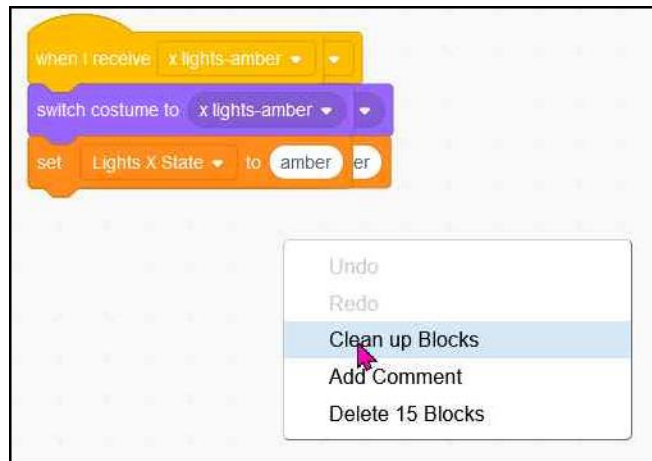 when I receive x lights-amber
switch costume to x lights-amber
set Lights X State to amber er
Undo
Redo
Clean up Blocks
Add Comment
Delete 15 Blocks